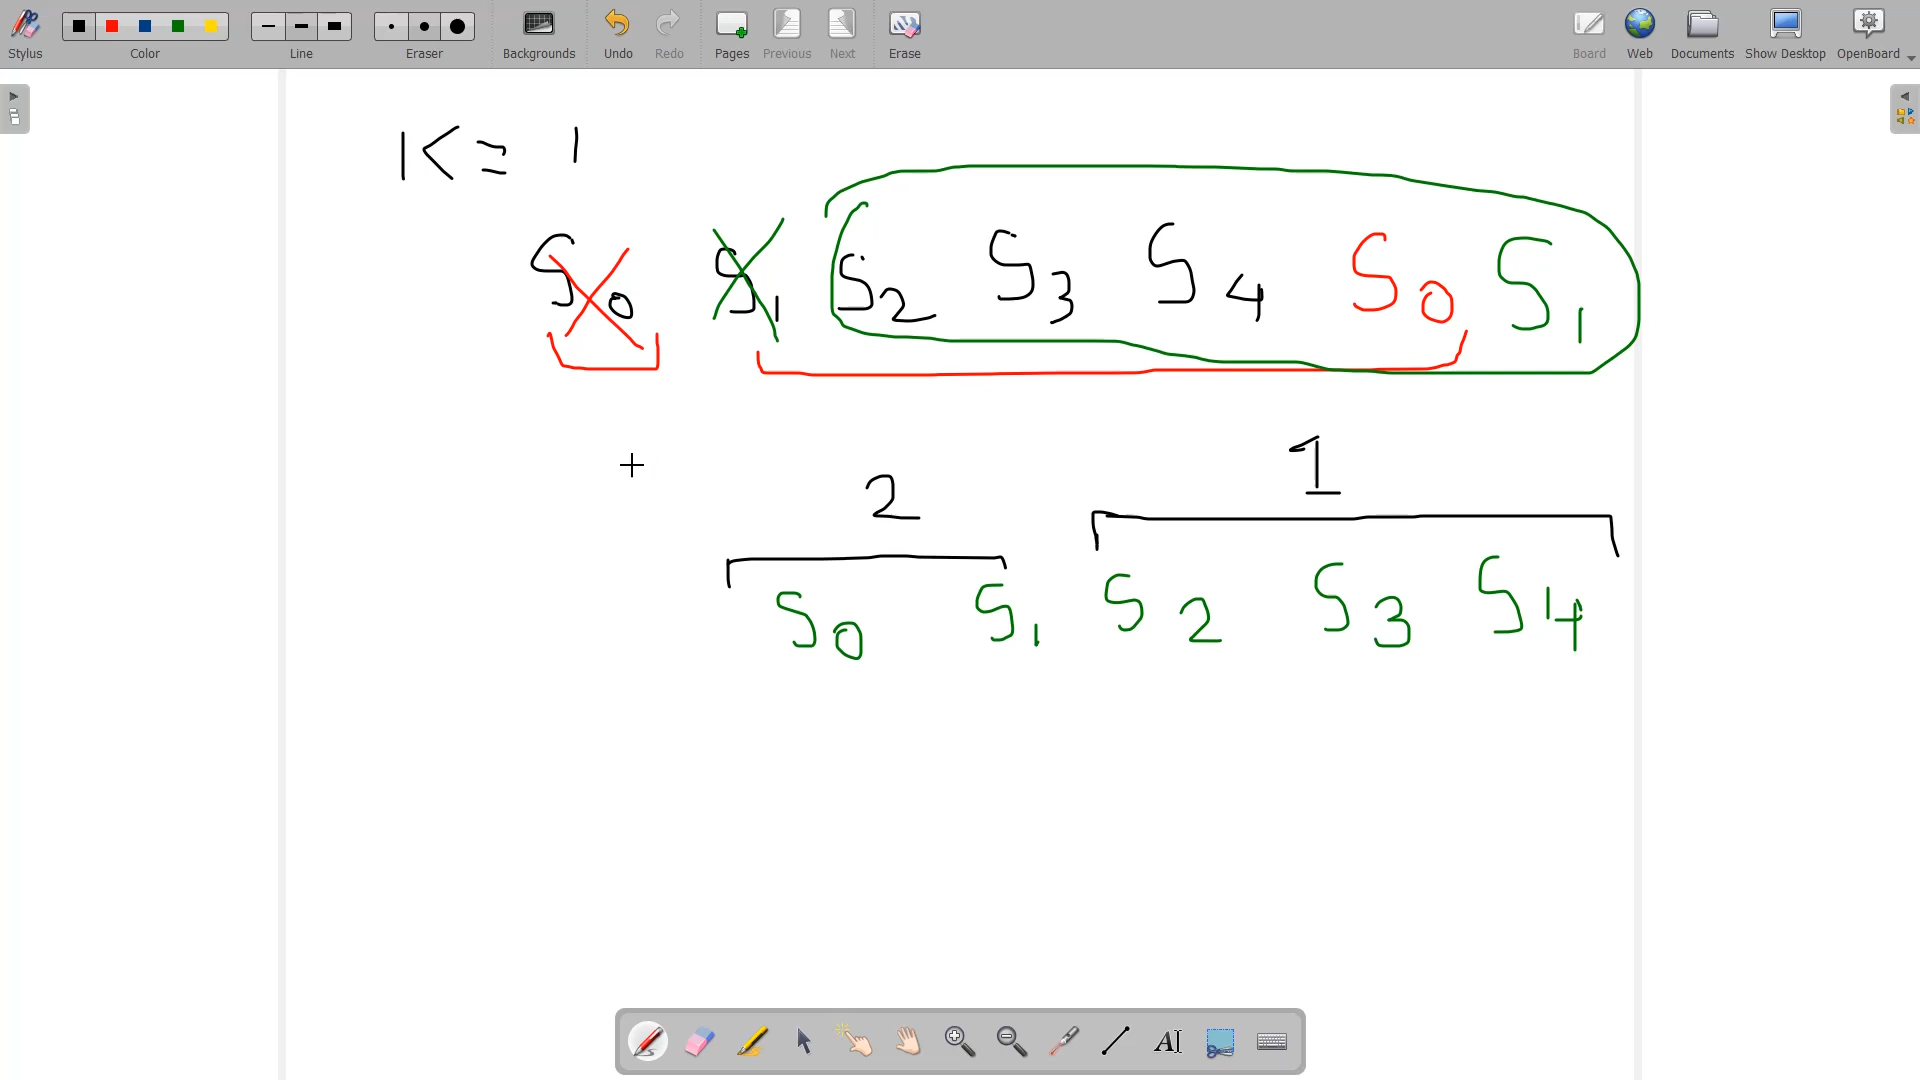 Stylus Color Line Eraser Backgrounds Undo Redo Pages Previous Next Erase Board Web Documents Show Desktop OpenBoard
K = 1
S0 S1 S2 S3 S4 S0 S1
2 1
S0 S1 S2 S3 S4